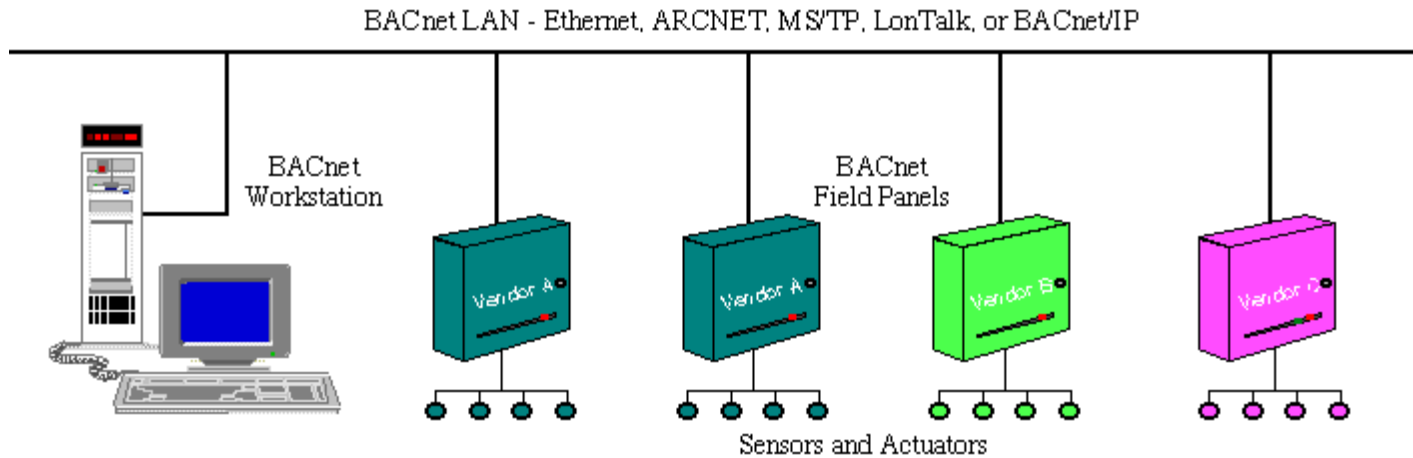 BACnet LAN - Ethernet, ARCNET, MS/TP, LonTalk, or BACnet/IP
BACnet
Workstation
BACnet
Field Panels
Vendor A
Vendor A
Vendor B
Vendor C
Sensors and Actuators